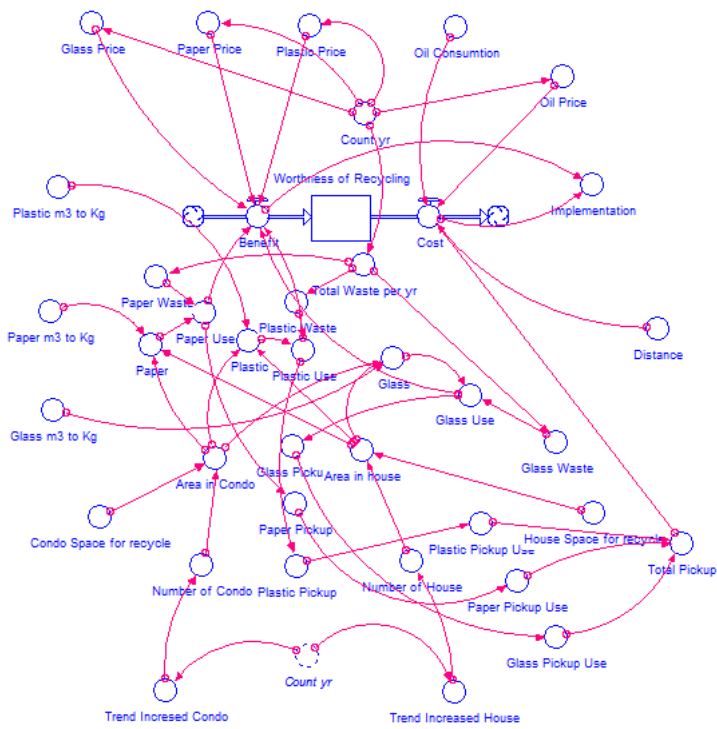 Glass Price
Paper Price
Plastic Price
Oil Consumtion
Oil Price
Count yr
Worthness of Recycling
Plastic m3 to Kg
Implementation
Benefit
Cost
Total Waste per yr
Paper Waste
Plastic Waste
Paper m3 to Kg
Paper Use
Distance
Paper
Plastic
Plastic Use
Glass
Glass m3 to Kg
Glass Use
Glass Waste
Glass Picku
Area in house
Area in Condo
Paper Pickup
Condo Space for recycle
House Space for recycle
Plastic Pickup Use
Total Pickup
Number of Condo
Plastic Pickup
Number of House
Paper Pickup Use
Glass Pickup Use
Count yr
Trend Incresed Condo
Trend Increased House